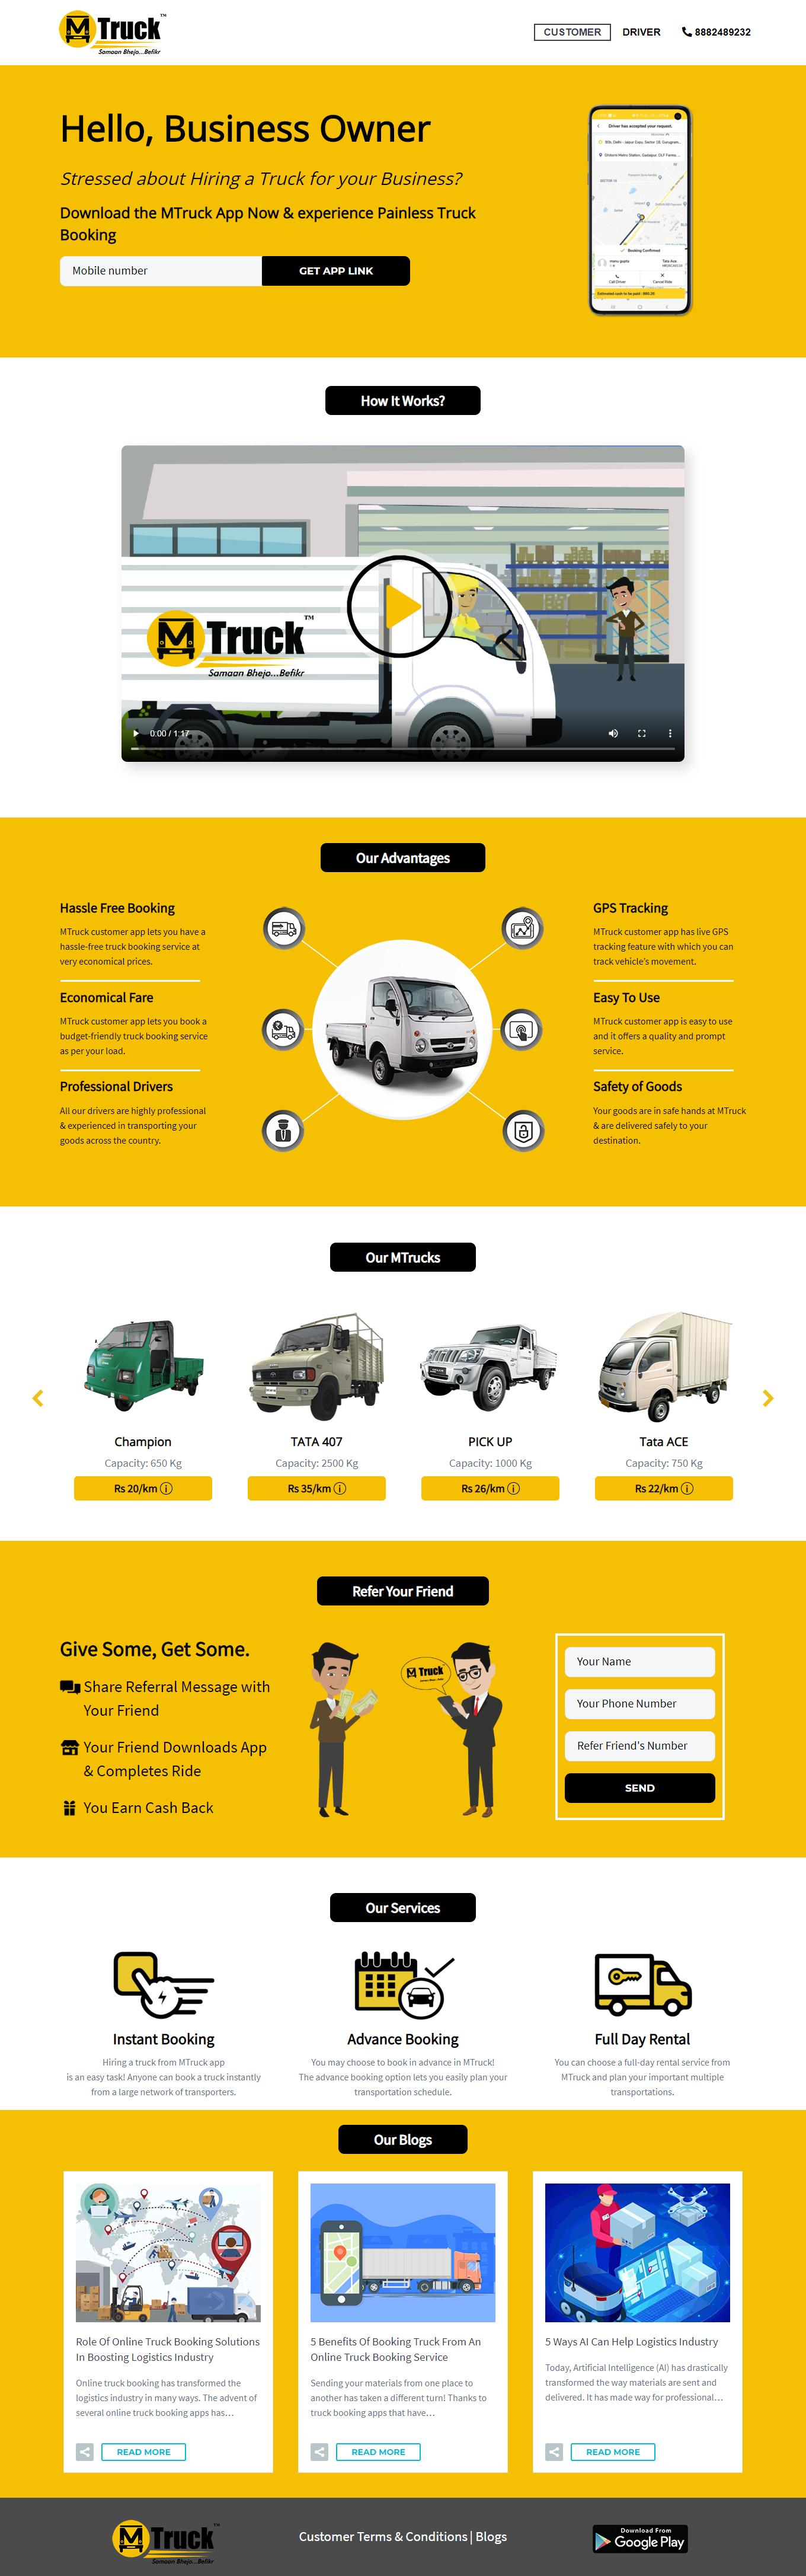 MTruck™
Samaan Bhejo...Befikr
CUSTOMER
DRIVER
8882489232
Hello, Business Owner
Stressed about Hiring a Truck for your Business?
Download the MTruck App Now & experience Painless Truck
Booking
Mobile number
GET APP LINK
Driver has accepted your request.
Booking Confirmed
Tata Ace
Call Driver
Cancel Ride
How It Works?
MTruck™
Samaan Bhejo...Befikr
0:00 / 1:17
Our Advantages
Hassle Free Booking
MTruck customer app lets you have a
hassle-free truck booking service at
very economical prices.
Economical Fare
MTruck customer app lets you book a
budget-friendly truck booking service
as per your load.
Professional Drivers
All our drivers are highly professional
& experienced in transporting your
goods across the country.
GPS Tracking
MTruck customer app has live GPS
tracking feature with which you can
track vehicle's movement.
Easy To Use
MTruck customer app is easy to use
and it offers a quality and prompt
service.
Safety of Goods
Your goods are in safe hands at MTruck
& are delivered safely to your
destination.
Our MTrucks
Champion
Capacity: 650 Kg
Rs 20/km
TATA 407
Capacity: 2500 Kg
Rs 35/km
PICK UP
Capacity: 1000 Kg
Rs 26/km
Tata ACE
Capacity: 750 Kg
Rs 22/km
Refer Your Friend
Give Some, Get Some.
Share Referral Message with
Your Friend
Your Friend Downloads App
& Completes Ride
You Earn Cash Back
M Truck
Your Name
Your Phone Number
Refer Friend's Number
SEND
Our Services
Instant Booking
Hiring a truck from MTruck app
is an easy task! Anyone can book a truck instantly
from a large network of transporters.
Advance Booking
You may choose to book in advance in MTruck!
The advance booking option lets you easily plan your
transportation schedule.
Full Day Rental
You can choose a full-day rental service from
MTruck and plan your important multiple
transportations.
Our Blogs
Role Of Online Truck Booking Solutions
In Boosting Logistics Industry
Online truck booking has transformed the
logistics industry in many ways. The advent of
several online truck booking apps has…
READ MORE
5 Benefits Of Booking Truck From An
Online Truck Booking Service
Sending your materials from one place to
another has taken a different turn! Thanks to
truck booking apps that have…
READ MORE
5 Ways AI Can Help Logistics Industry
Today, Artificial Intelligence (AI) has drastically
transformed the way materials are sent and
delivered. It has made way for professional…
READ MORE
MTruck™
Samaan Bhejo...Befikr
Customer Terms & Conditions | Blogs
Download From
Google Play